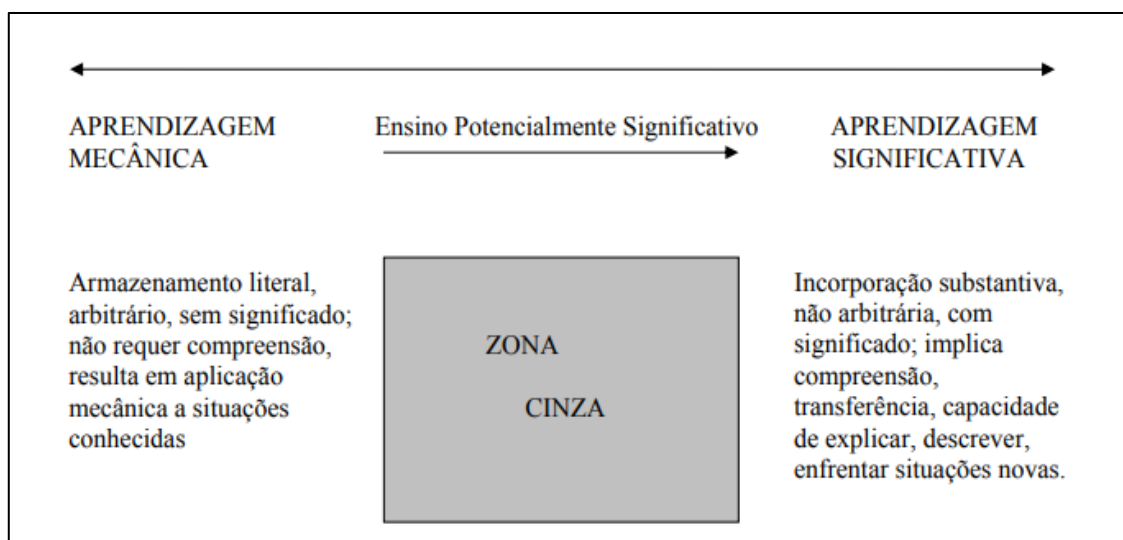 APRENDIZAGEM
MECÂNICA
Ensino Potencialmente Significativo
APRENDIZAGEM
SIGNIFICATIVA
Armazenamento literal,
arbitrário, sem significado;
não requer compreensão,
resulta em aplicação
mecânica a situações
conhecidas
ZONA
CINZA
Incorporação substantiva,
não arbitrária, com
significado; implica
compreensão,
transferência, capacidade
de explicar, descrever,
enfrentar situações novas.